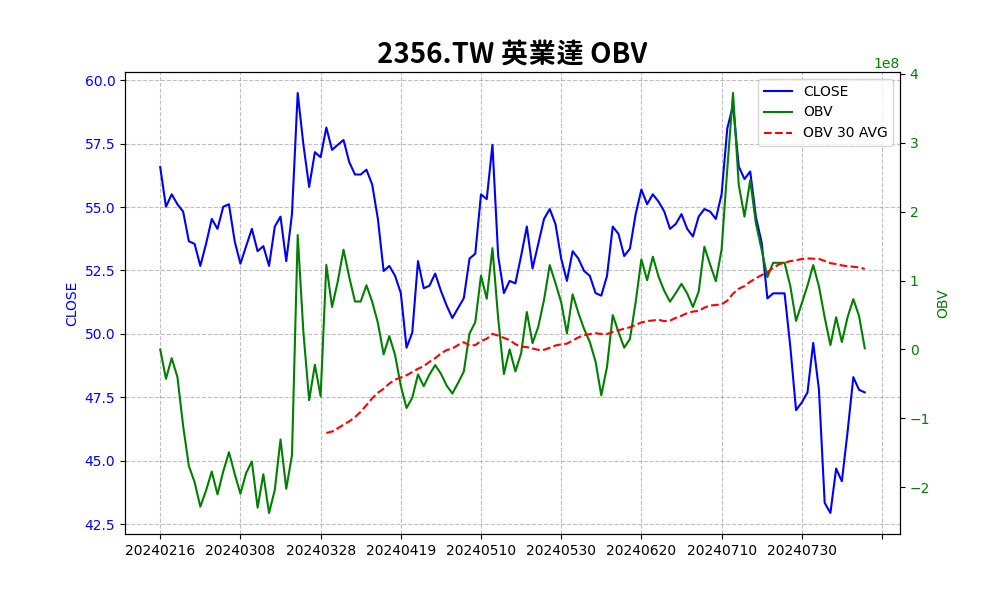 2356.TW 英業達 OBV
1e8
60.0
57.5
55.0
52.5
50.0
47.5
45.0
42.5
CLOSE
CLOSE
OBV
OBV 30 AVG
4
3
2
1
0
−1
−2
OBV
20240216 20240308 20240328 20240419 20240510 20240530 20240620 20240710 20240730